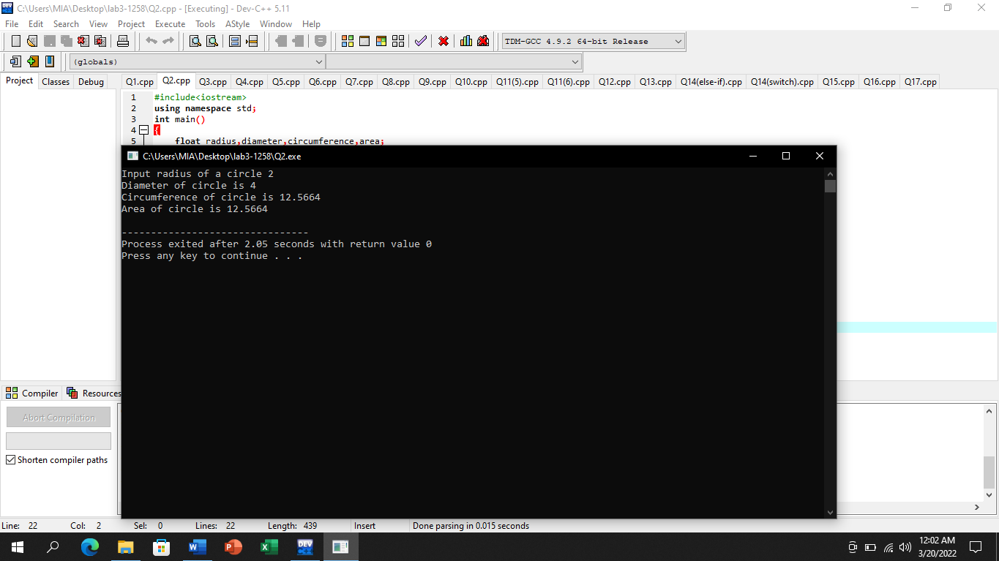 C:\Users\MIA\Desktop\lab3-1258\Q2.cpp - [Executing] - Dev-C++ 5.11
File Edit Search View Project Execute Tools AStyle Window Help
TDM-GCC 4.9.2 64-bit Release
(globals)
Project Classes Debug Q1.cpp Q2.cpp Q3.cpp Q4.cpp Q5.cpp Q6.cpp Q7.cpp Q8.cpp Q9.cpp Q10.cpp Q11(5).cpp Q11(6).cpp Q12.cpp Q13.cpp Q14(else-if).cpp Q14(switch).cpp Q15.cpp Q16.cpp Q17.cpp
1 #include<iostream>
2 using namespace std;
3 int main()
4 {
5 float radius,diameter,circumference,area;
C:\Users\MIA\Desktop\lab3-1258\Q2.exe
Input radius of a circle 2
Diameter of circle is 4
Circumference of circle is 12.5664
Area of circle is 12.5664
--------------------------------
Process exited after 2.05 seconds with return value 0
Press any key to continue . . .
Compiler Resources
Abort Compilation
Shorten compiler paths
Line: 22 Col: 2 Sel: 0 Lines: 22 Length: 439 Insert Done parsing in 0.015 seconds
12:02 AM
3/20/2022